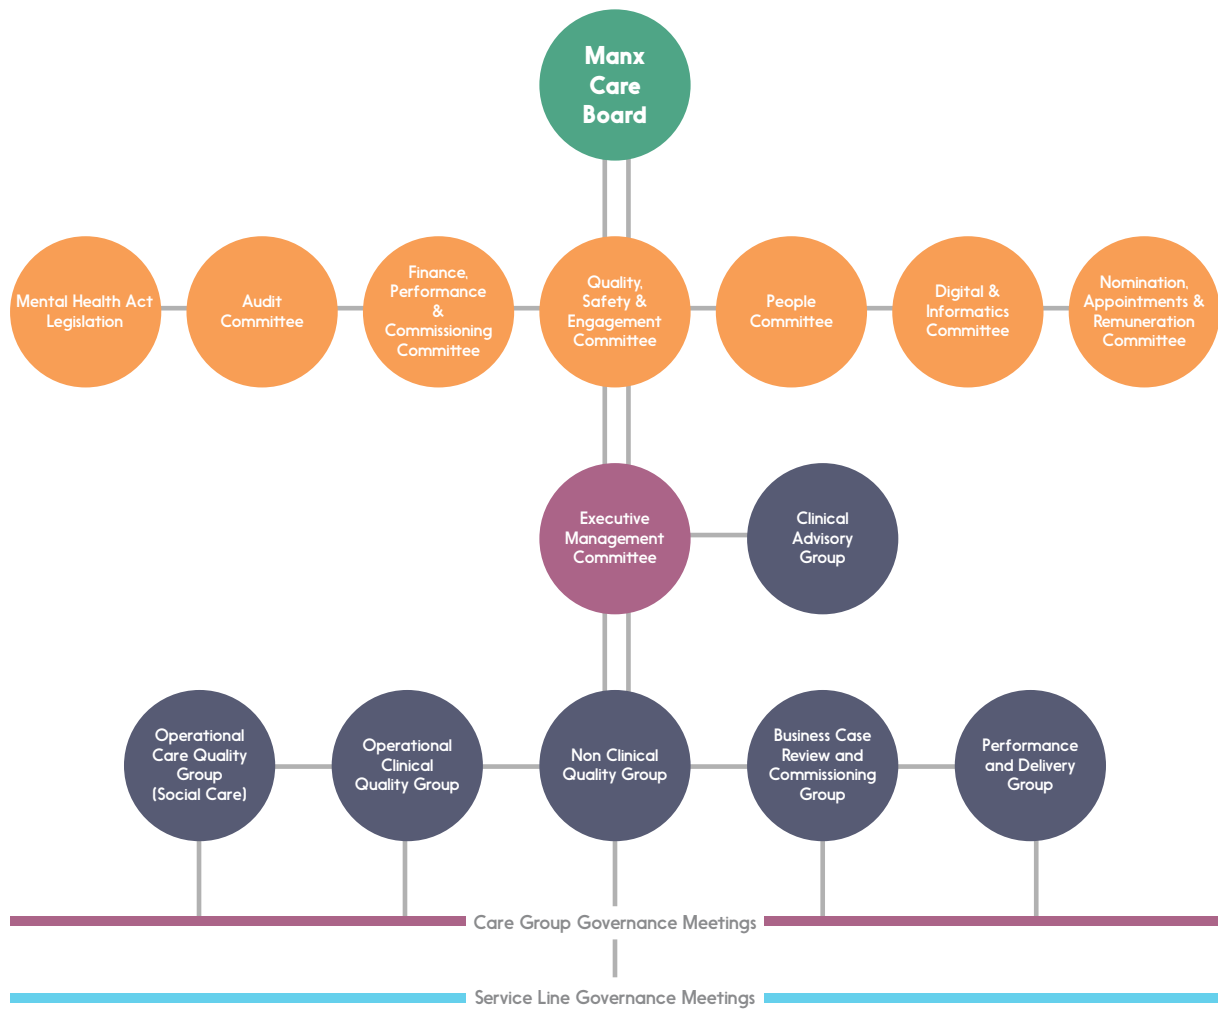 Manx
Care
Board
Mental Health Act
Legislation
Audit
Committee
Finance,
Performance
&
Commissioning
Committee
Quality,
Safety &
Engagement
Committee
People
Committee
Digital &
Informatics
Committee
Nomination,
Appointments &
Remuneration
Committee
Executive
Management
Committee
Clinical
Advisory
Group
Operational
Care Quality
Group
(Social Care)
Operational
Clinical
Quality Group
Non Clinical
Quality Group
Business Case
Review and
Commissioning
Group
Performance
and Delivery
Group
Care Group Governance Meetings
Service Line Governance Meetings